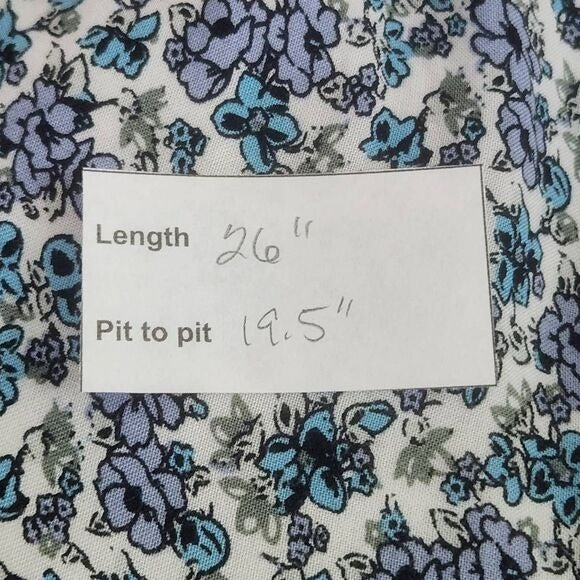 Length 26"
Pit to pit 19.5"